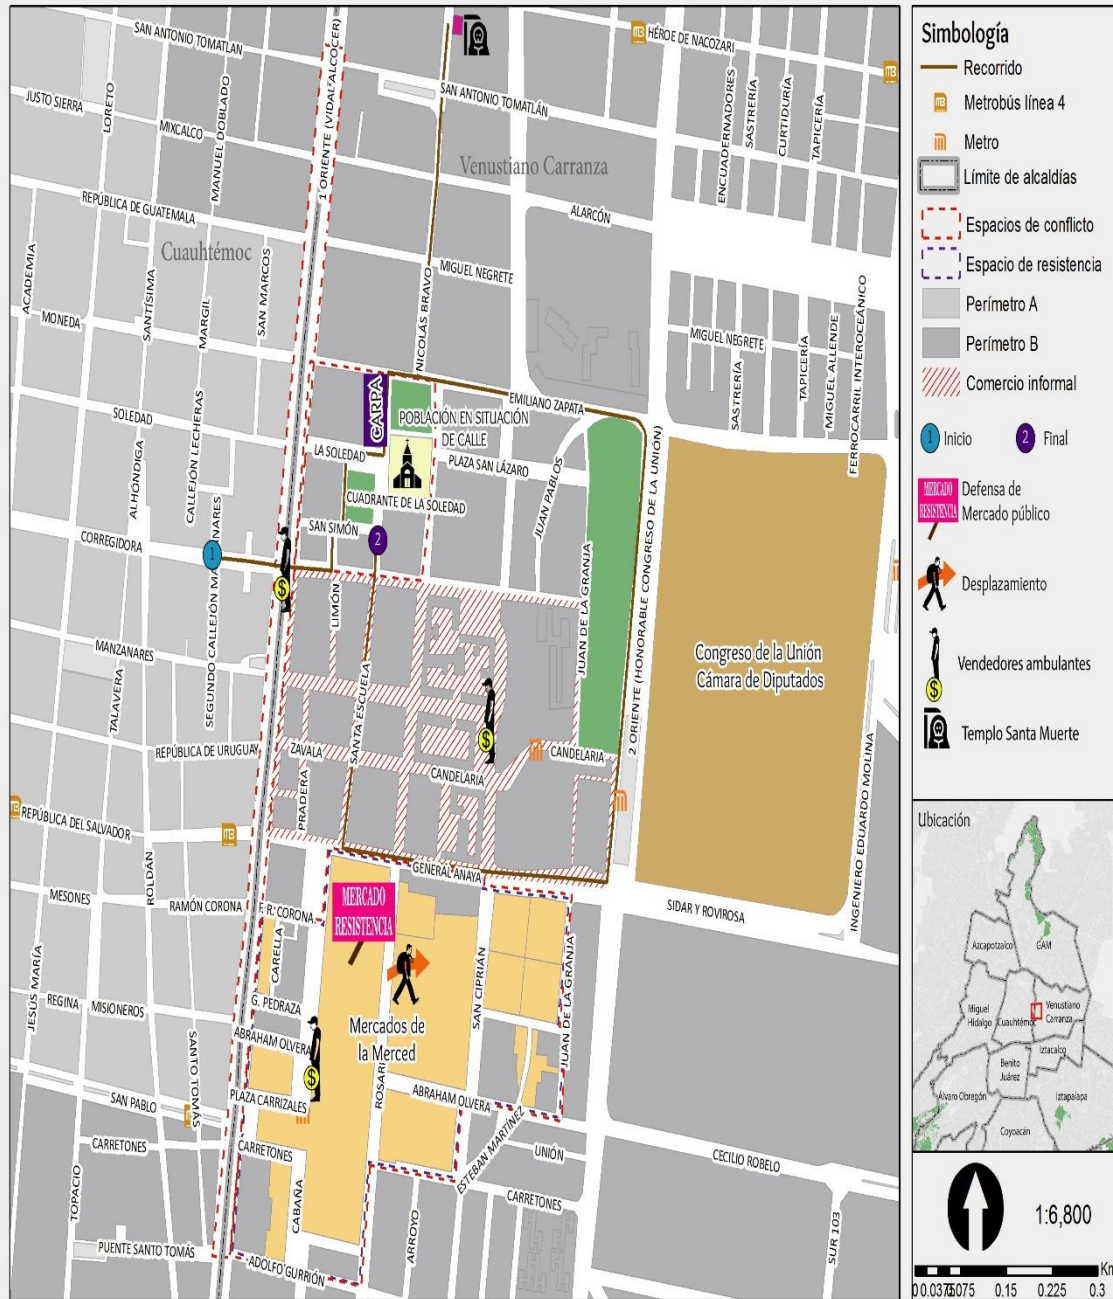 SAN ANTONIO TOMATLAN
1 ORIENTE (VIDAL ALCOCER)
HÉROE DE NACOZARI
JUSTO SIERRA
LORETO
MIXCALCO
MANUEL DOBLADO
SAN ANTONIO TOMATLÁN
ENCUADERNADORES
SASTRERÍA
CURTIDURÍA
TAPICERÍA
Venustiano Carranza
REPÚBLICA DE GUATEMALA
ALARCÓN
Cuauhtémoc
ACADEMIA
SANTÍSIMA
MARGIL
SAN MARCOS
MIGUEL NEGRETE
NICOLÁS BRAVO
MONEDA
MIGUEL NEGRETE
SASTRERÍA
TAPICERÍA
MIGUEL ALLENDE
FERROCARRIL INTEROCEÁNICO
EMILIANO ZAPATA
CARPA
POBLACIÓN EN SITUACIÓN
DE CALLE
SOLEDAD
CALLEJÓN LECHERAS
ALHÓNDIGA
LA SOLEDAD
PLAZA SAN LÁZARO
JUAN PABLOS
CUADRANTE DE LA SOLEDAD
SAN SIMÓN
CORREGIDORA
1
2
$
LIMÓN
JUAN DE LA GRANJA
2 ORIENTE (HONORABLE CONGRESO DE LA UNIÓN)
Congreso de la Unión
Cámara de Diputados
MANZANARES
TALAVERA
SANTA ESCUELA
$
REPÚBLICA DE URUGUAY
ZAVALA
PRADERA
CANDELARIA
CANDELARIA
INGENIERO EDUARDO MOLINA
REPÚBLICA DEL SALVADOR
GENERAL ANAYA
ROLDÁN
MESONES
RAMÓN CORONA
F. R. CORONA
MERCADO
RESISTENCIA
SIDAR Y ROVIROSA
JESÚS MARÍA
CARELLA
SAN CIPRIÁN
JUAN DE LA GRANJA
REGINA
MISIONEROS
G. PEDRAZA
Mercados de
la Merced
ABRAHAM OLVERA
SANTO TOMÁS
$
PLAZA CARRIZALES
ABRAHAM OLVERA
SAN PABLO
CARRETONES
CARRETONES
ESTEBAN MARTÍNEZ
UNIÓN
CECILIO ROBELO
CARRETONES
TOPACIO
CABAÑA
ARROYO
SUR 103
PUENTE SANTO TOMÁS
ADOLFO GURRIÓN
Simbología
Recorrido
Metrobús línea 4
Metro
Límite de alcaldías
Espacios de conflicto
Espacio de resistencia
Perímetro A
Perímetro B
Comercio informal
1 Inicio
2 Final
MERCADO
RESISTENCIA
Defensa de
Mercado público
Desplazamiento
Vendedores ambulantes
$
Templo Santa Muerte
Ubicación
Azcapotzalco
GAM
Miguel
Hidalgo
Cuauhtémoc
Venustiano
Carranza
Iztacalco
Benito
Juárez
Álvaro Obregón
Iztapalapa
Coyoacán
1:6,800
Km
0.15
0.225
0.3